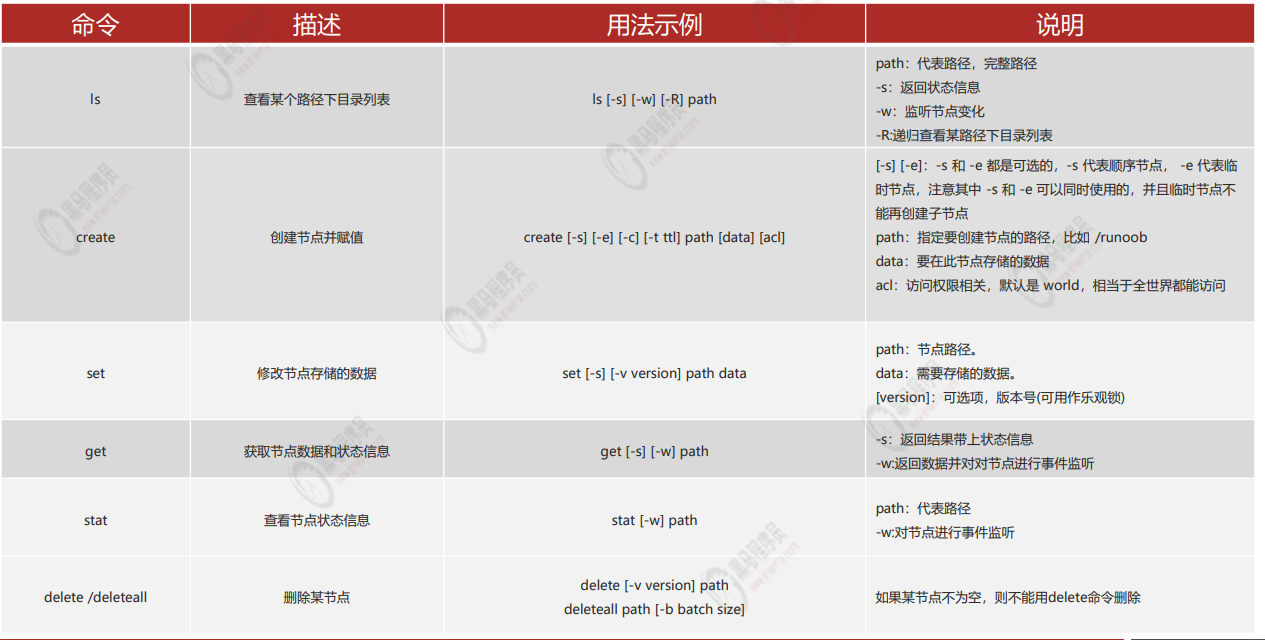 命令 描述 用法示例 说明
ls 查看某个路径下目录列表 ls [-s] [-w] [-R] path
path：代表路径，完整路径
-s：返回状态信息
-w：监听节点变化
-R:递归查看某路径下目录列表
create 创建节点并赋值 create [-s] [-e] [-c] [-t ttl] path [data] [acl]
[-s] [-e]：-s 和 -e 都是可选的，-s 代表顺序节点， -e 代表临
时节点，注意其中 -s 和 -e 可以同时使用的，并且临时节点不
能再创建子节点
path：指定要创建节点的路径，比如 /runoob
data：要在此节点存储的数据
acl：访问权限相关，默认是 world，相当于全世界都能访问
set 修改节点存储的数据 set [-s] [-v version] path data
path：节点路径。
data：需要存储的数据。
[version]：可选项，版本号(可用作乐观锁)
get 获取节点数据和状态信息 get [-s] [-w] path
-s：返回结果带上状态信息
-w:返回数据并对对节点进行事件监听
stat 查看节点状态信息 stat [-w] path
path：代表路径
-w:对节点进行事件监听
delete /deleteall 删除某节点
delete [-v version] path
deleteall path [-b batch size]
如果某节点不为空，则不能用delete命令删除
黑马程序员